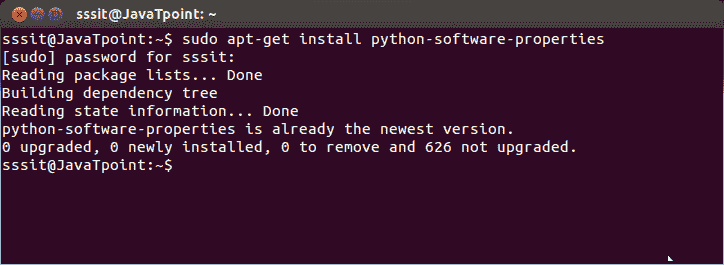 sssit@JavaTpoint: ~
sssit@JavaTpoint:~$ sudo apt-get install python-software-properties
[sudo] password for sssit:
Reading package lists... Done
Building dependency tree
Reading state information... Done
python-software-properties is already the newest version.
0 upgraded, 0 newly installed, 0 to remove and 626 not upgraded.
sssit@JavaTpoint:~$